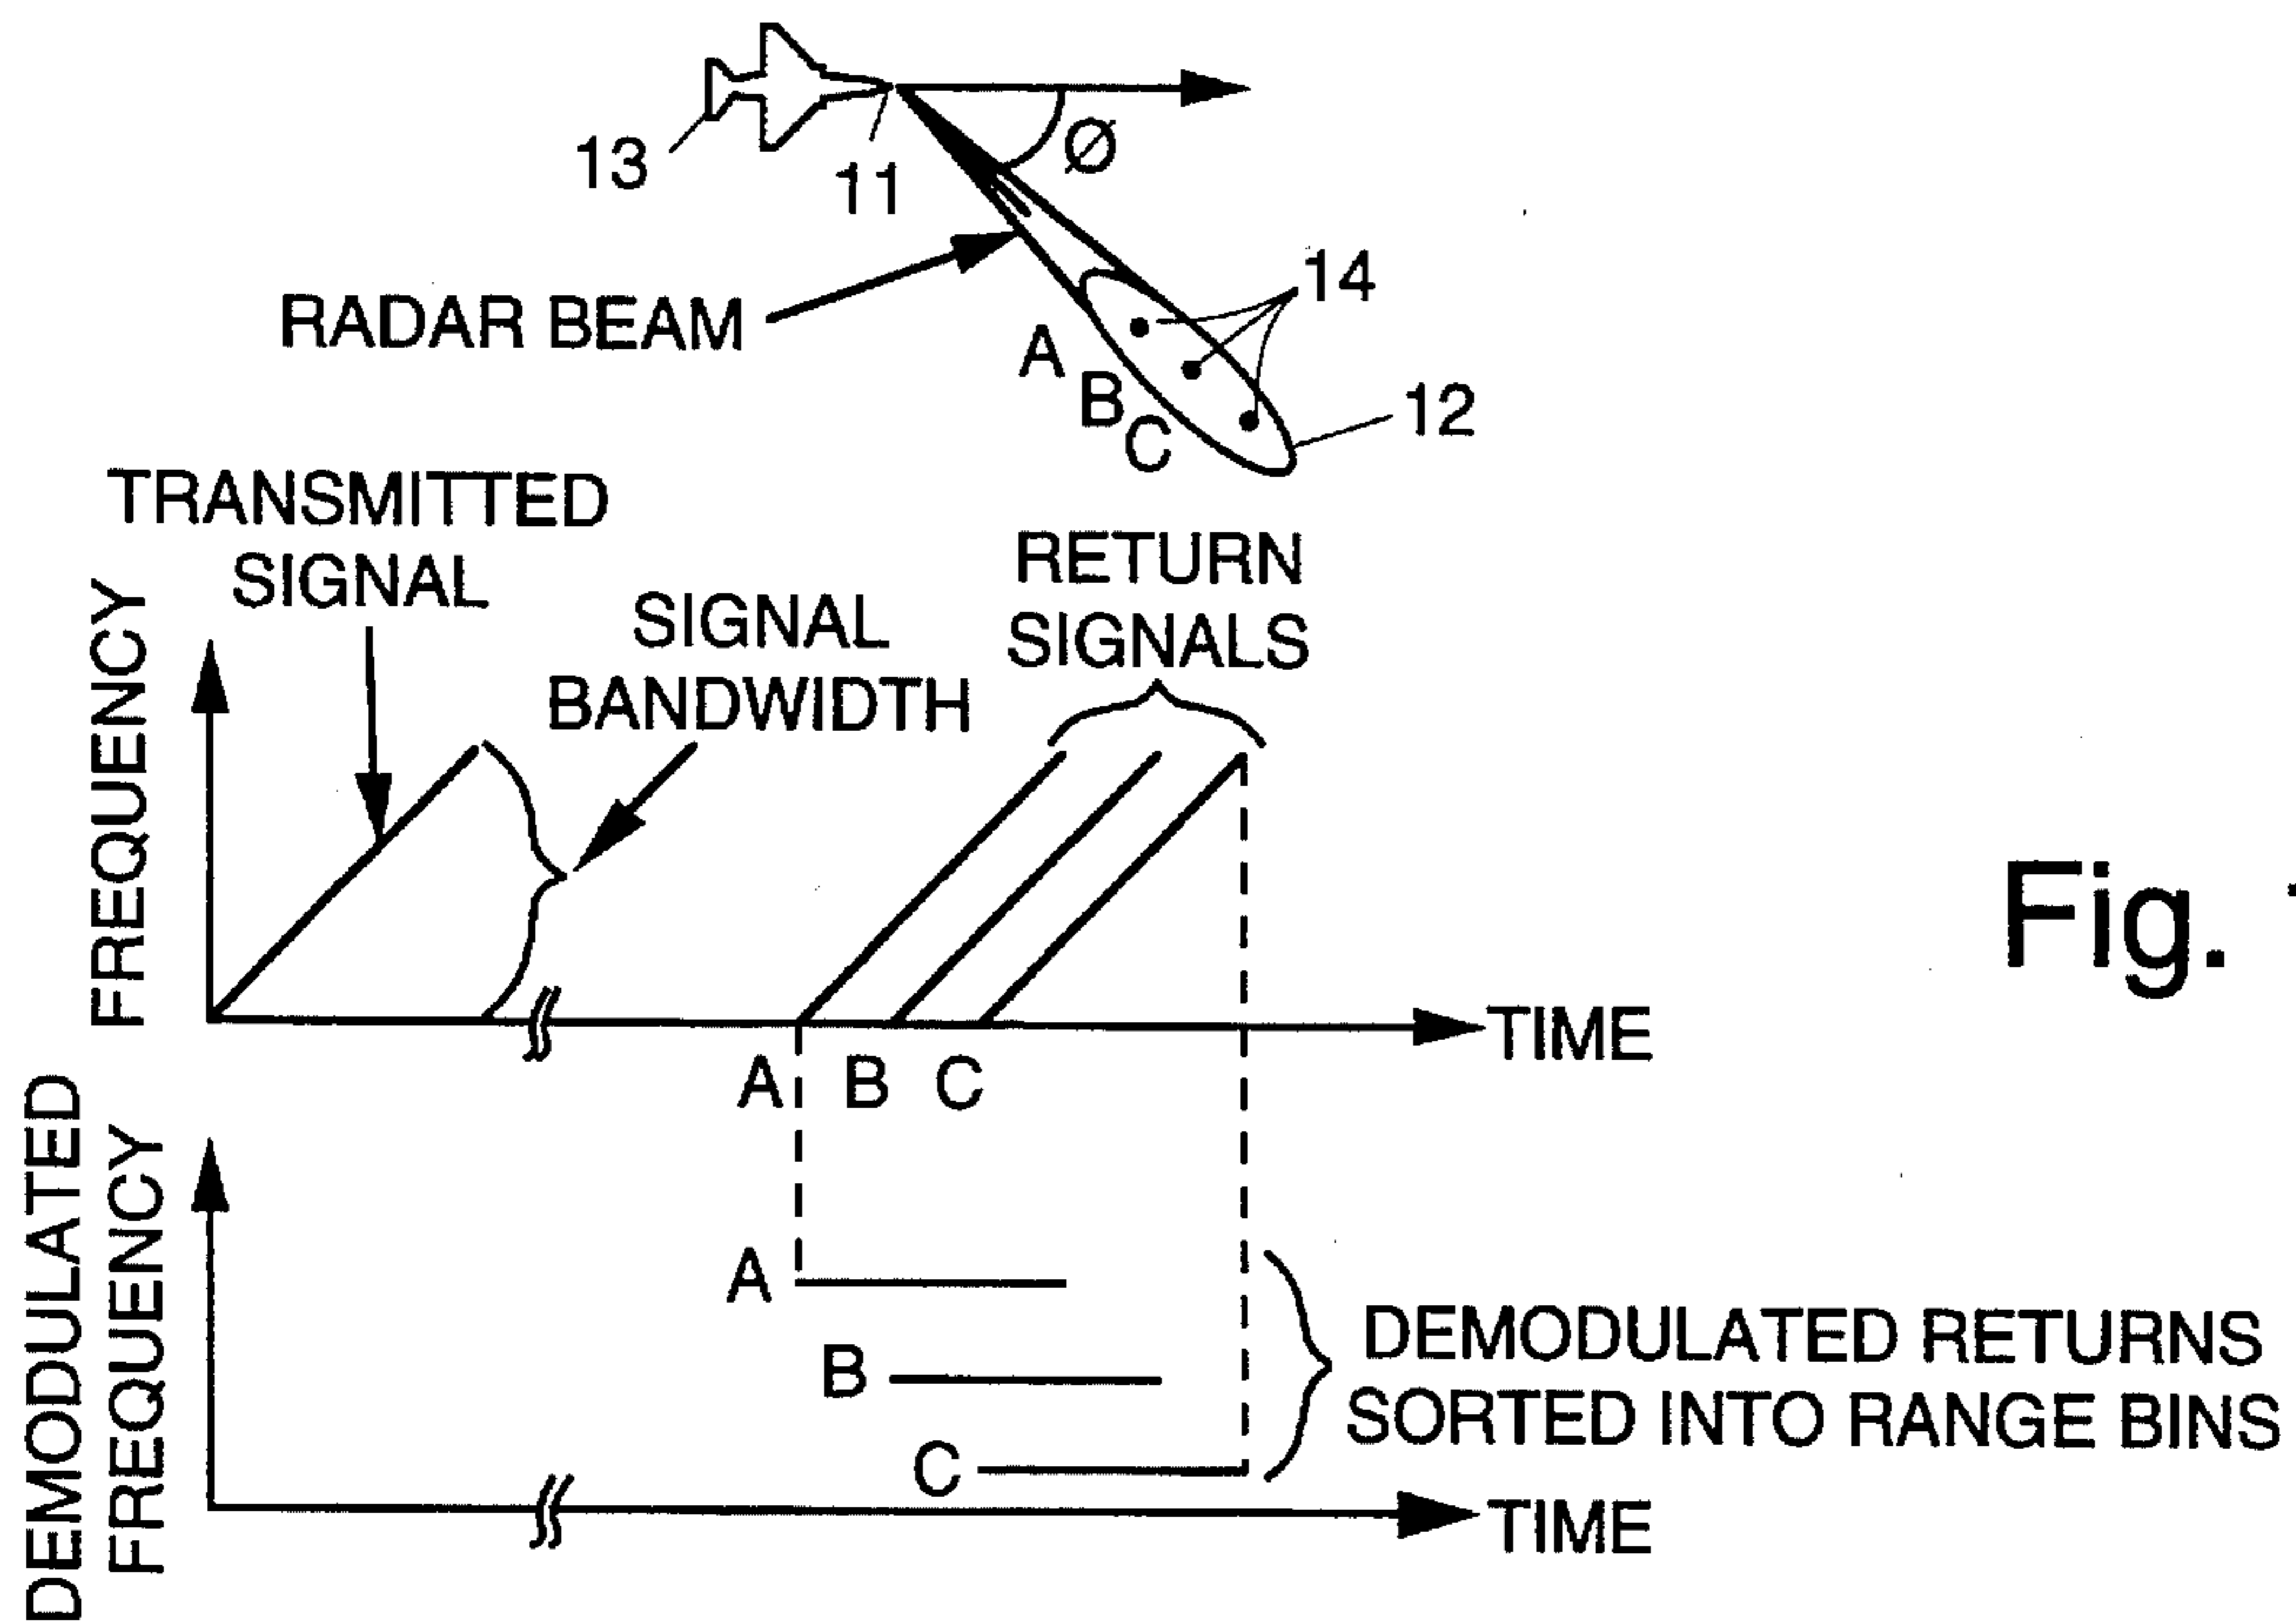 13
11
Ø
RADAR BEAM
14
A
B
C
12
TRANSMITTED
SIGNAL
SIGNAL
BANDWIDTH
RETURN
SIGNALS
FREQUENCY
TIME
A
B
C
Fig.
DEMODULATED
FREQUENCY
A
B
C
DEMODULATED RETURNS
SORTED INTO RANGE BINS
TIME